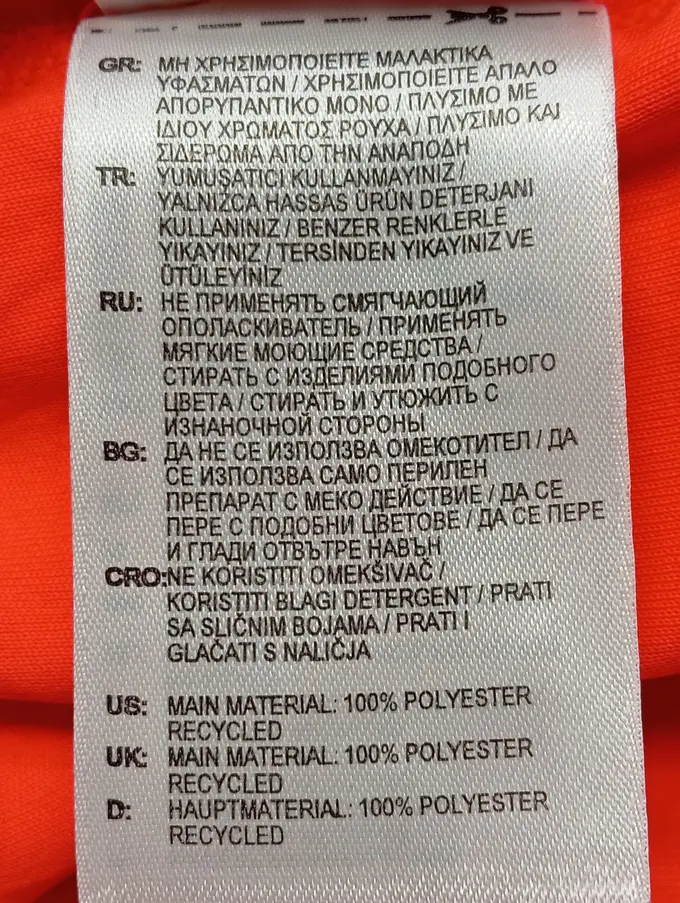 GR: ΜΗ ΧΡΗΣΙΜΟΠΟΙΕΙΤΕ ΜΑΛΑΚΤΙΚΑ
ΥΦΑΣΜΑΤΩΝ / ΧΡΗΣΙΜΟΠΟΙΕΙΤΕ ΑΠΑΛΟ
ΑΠΟΡΥΠΑΝΤΙΚΟ ΜΟΝΟ / ΠΛΥΣΙΜΟ ΜΕ
ΙΔΙΟΥ ΧΡΩΜΑΤΟΣ ΡΟΥΧΑ / ΠΛΥΣΙΜΟ ΚΑΙ
ΣΙΔΕΡΩΜΑ ΑΠΟ ΤΗΝ ΑΝΑΠΟΔΗ
TR: YUMUŞATICI KULLANMAYINIZ /
YALNIZCA HASSAS ÜRÜN DETERJANI
KULLANINIZ / BENZER RENKLERLE
YIKAYINIZ / TERSİNDEN YIKAYINIZ VE
ÜTÜLEYİNİZ
RU: НЕ ПРИМЕНЯТЬ СМЯГЧАЮЩИЙ
ОПОЛАСКИВАТЕЛЬ / ПРИМЕНЯТЬ
МЯГКИЕ МОЮЩИЕ СРЕДСТВА /
СТИРАТЬ С ИЗДЕЛИЯМИ ПОДОБНОГО
ЦВЕТА / СТИРАТЬ И УТЮЖИТЬ С
ИЗНАНОЧНОЙ СТОРОНЫ
BG: ДА НЕ СЕ ИЗПОЛЗВА ОМЕКОТИТЕЛ / ДА
СЕ ИЗПОЛЗВА САМО ПЕРИЛЕН
ПРЕПАРАТ С МЕКО ДЕЙСТВИЕ / ДА СЕ
ПЕРЕ С ПОДОБНИ ЦВЕТОВЕ / ДА СЕ ПЕРЕ
И ГЛАДИ ОТВЪТРЕ НАВЪН
CRO: NE KORISTITI OMEKŠIVAČ /
KORISTITI BLAGI DETERGENT / PRATI
SA SLIČNIM BOJAMA / PRATI I
GLAČATI S NALIČJA
US: MAIN MATERIAL: 100% POLYESTER
RECYCLED
UK: MAIN MATERIAL: 100% POLYESTER
RECYCLED
D: HAUPTMATERIAL: 100% POLYESTER
RECYCLED